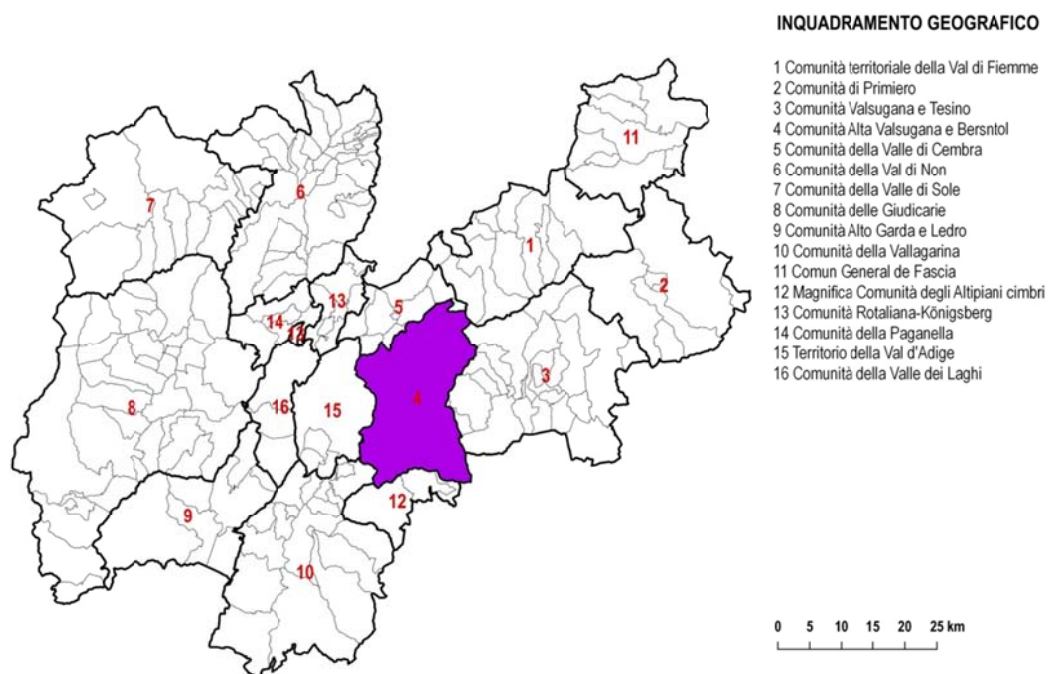 INQUADRAMENTO GEOGRAFICO
1 Comunità territoriale della Val di Fiemme
2 Comunità di Primiero
3 Comunità Valsugana e Tesino
4 Comunità Alta Valsugana e Bersntol
5 Comunità della Valle di Cembra
6 Comunità della Val di Non
7 Comunità della Valle di Sole
8 Comunità delle Giudicarie
9 Comunità Alto Garda e Ledro
10 Comunità della Vallagarina
11 Comun General de Fascia
12 Magnifica Comunità degli Altipiani cimbri
13 Comunità Rotaliana-Königsberg
14 Comunità della Paganella
15 Territorio della Val d'Adige
16 Comunità della Valle dei Laghi
11
6
7
1
2
13
5
14
13
3
4
8
16
15
12
9
10
0 5 10 15 20 25 km